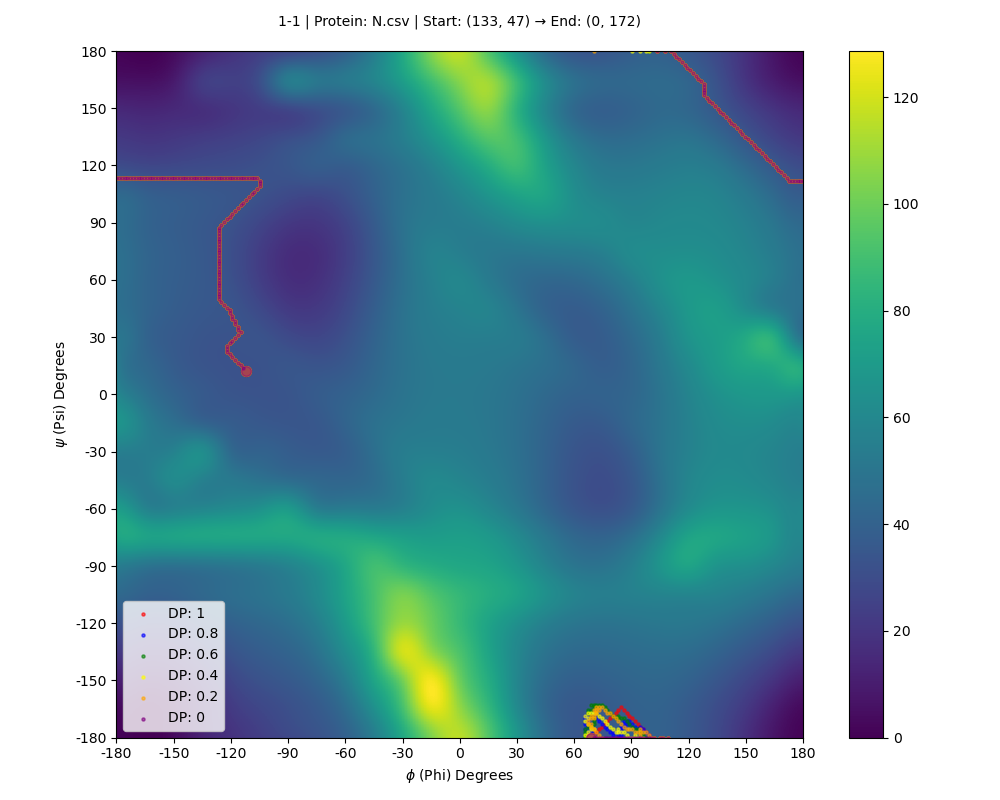 1-1 | Protein: N.csv | Start: (133, 47) → End: (0, 172)
180
150
120
90
60
30
0
-30
-60
-90
-120
-150
-180
ψ (Psi) Degrees
DP: 1
DP: 0.8
DP: 0.6
DP: 0.4
DP: 0.2
DP: 0
-180 -150 -120 -90 -60 -30 0 30 60 90 120 150 180
ϕ (Phi) Degrees
120
100
80
60
40
20
0